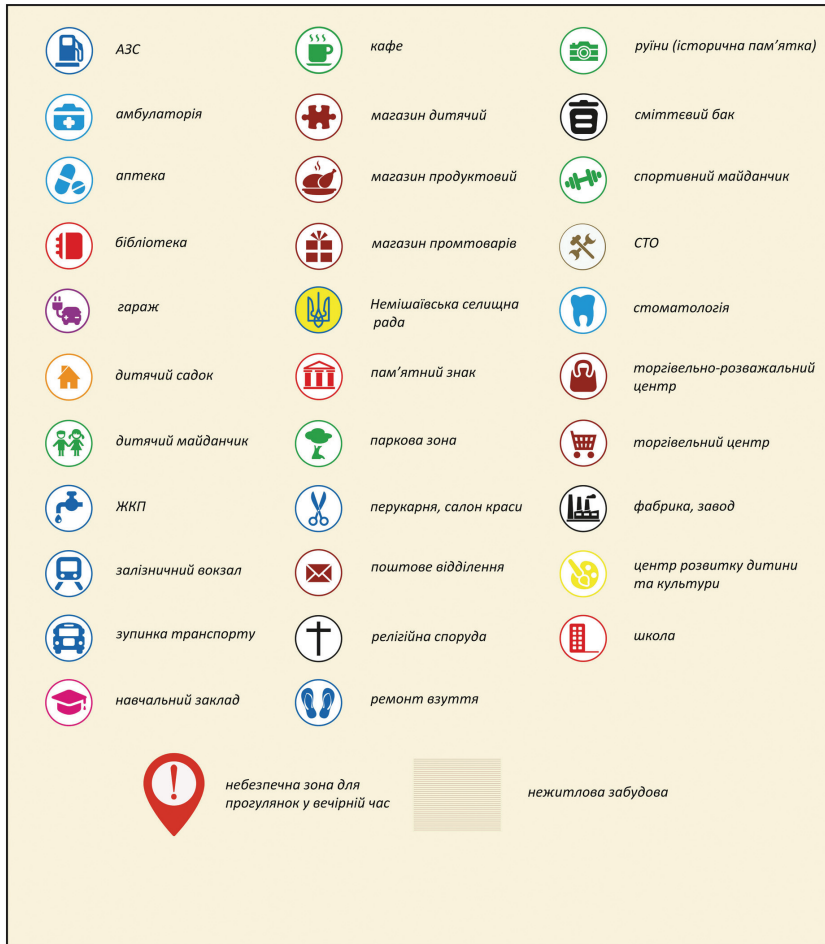 АЗС
амбулаторія
аптека
бібліотека
гараж
дитячий садок
дитячий майданчик
ЖКП
залізничний вокзал
зупинка транспорту
навчальний заклад
кафе
магазин дитячий
магазин продуктовий
магазин промтоварів
Немішаївська селищна
рада
пам’ятний знак
паркова зона
перукарня, салон краси
поштове відділення
релігійна споруда
ремонт взуття
руїни (історична пам’ятка)
сміттєвий бак
спортивний майданчик
СТО
стоматологія
торгівельно-розважальний
центр
торгівельний центр
фабрика, завод
центр розвитку дитини
та культури
школа
небезпечна зона для
прогулянок у вечірній час
нежитлова забудова